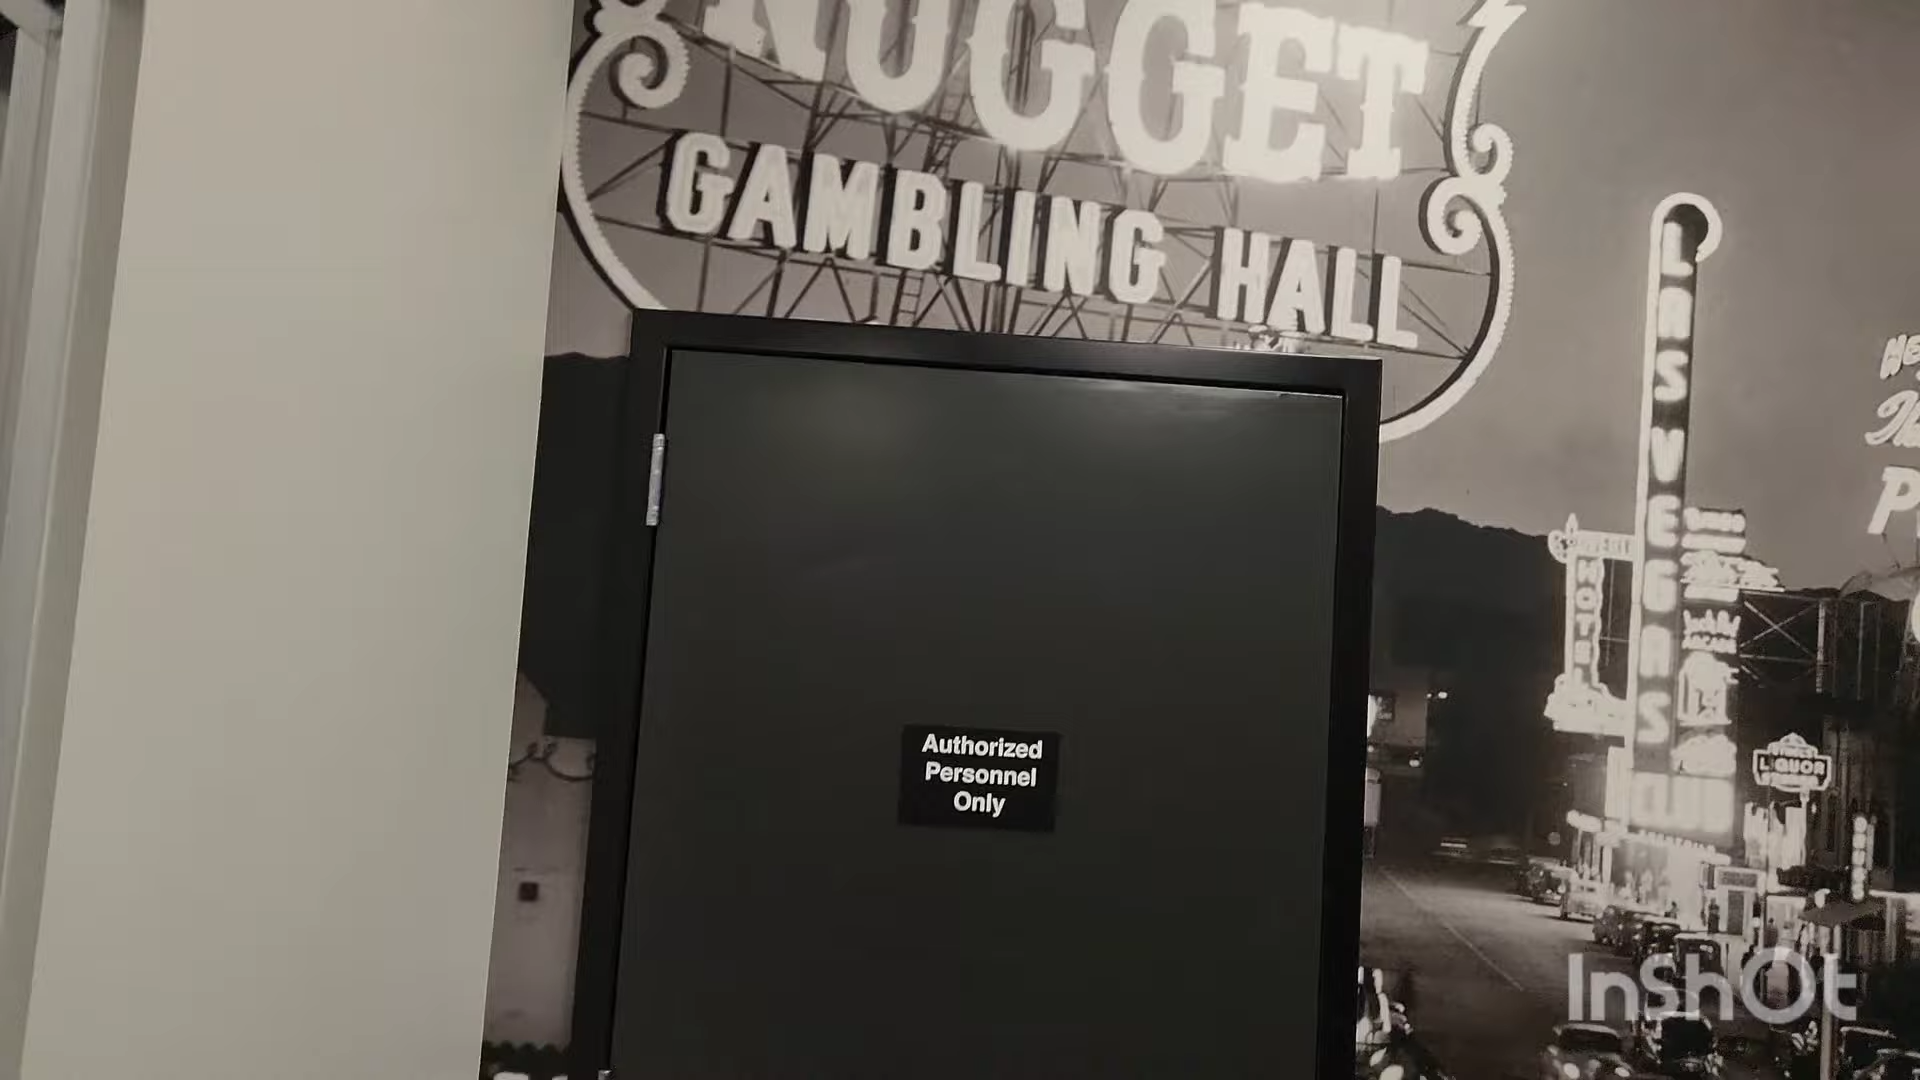 NUGGET
GAMBLING HALL
LAS VEGAS
CLUB
HOTEL
LIQUOR
Authorized
Personnel
Only
InShOt